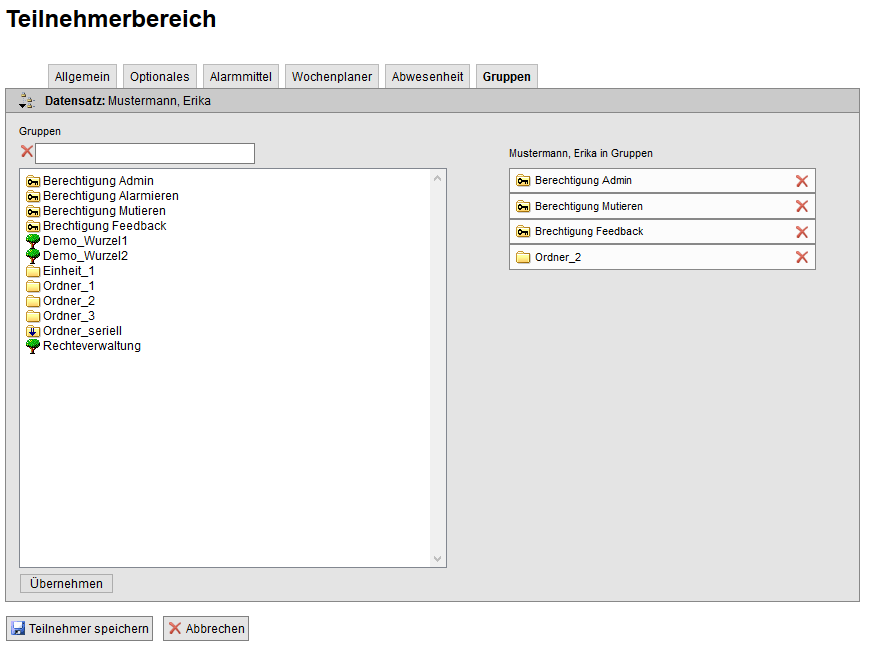 Teilnehmerbereich
Allgemein Optionales Alarmmittel Wochenplaner Abwesenheit Gruppen
Datensatz: Mustermann, Erika
Gruppen
Berechtigung Admin
Berechtigung Alarmieren
Berechtigung Mutieren
Brechtigung Feedback
Demo_Wurzel1
Demo_Wurzel2
Einheit_1
Ordner_1
Ordner_2
Ordner_3
Ordner_seriell
Rechteverwaltung
Übernehmen
Mustermann, Erika in Gruppen
Berechtigung Admin
Berechtigung Mutieren
Brechtigung Feedback
Ordner_2
Teilnehmer speichern Abbrechen